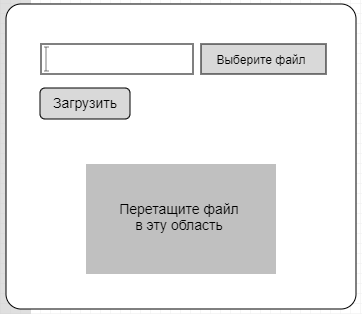 Выберите файл
Загрузить
Перетащите файл
в эту область